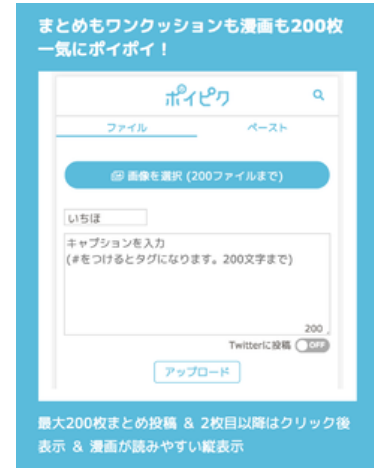 まとめもワンクッションも漫画も200枚
一気にポイポイ！
ポイピク
ファイル
ペースト
画像を選択 (200ファイルまで)
いちほ
キャプションを入力
(#をつけるとタグになります。200文字まで)
200
Twitterに投稿 OFF
アップロード
最大200枚まとめ投稿 & 2枚目以降はクリック後
表示 & 漫画が読みやすい縦表示